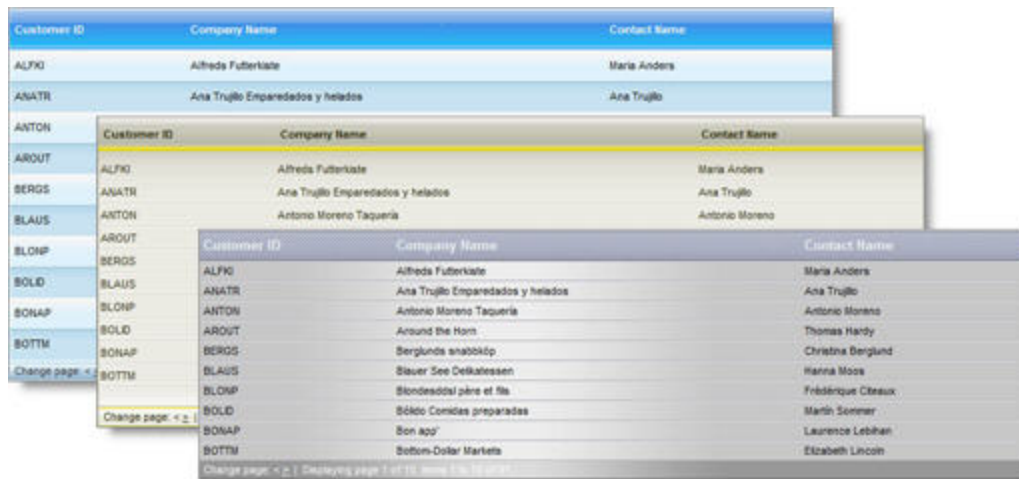 Customer ID Company Name Contact Name
ALFKI Alfreds Futterkiste Maria Anders
ANATR Ana Trujillo Emparedados y helados Ana Trujillo
ANTON
AROUT
BERGS
BLAUS
BLONP
BOLID
BONAP
BOTTM
Change page: <
Customer ID Company Name Contact Name
ALFKI Alfreds Futterkiste Maria Anders
ANATR Ana Trujillo Emparedados y helados Ana Trujillo
ANTON Antonio Moreno Taquería Antonio Moreno
AROUT
BERGS
BLAUS
BLONP
BOLID
BONAP
BOTTM
Change page: < > |
Customer ID Company Name Contact Name
ALFKI Alfreds Futterkiste Maria Anders
ANATR Ana Trujillo Emparedados y helados Ana Trujillo
ANTON Antonio Moreno Taquería Antonio Moreno
AROUT Around the Horn Thomas Hardy
BERGS Berglunds snabbköp Christina Berglund
BLAUS Blauer See Delikatessen Hanna Moos
BLONP Blondesddsl père et fils Frédérique Citeaux
BOLID Bólido Comidas preparadas Martín Sommer
BONAP Bon app' Laurence Lebihan
BOTTM Bottom-Dollar Markets Elizabeth Lincoln
Change page: < > | Displaying page 1 of 10, items 1 to 10 of